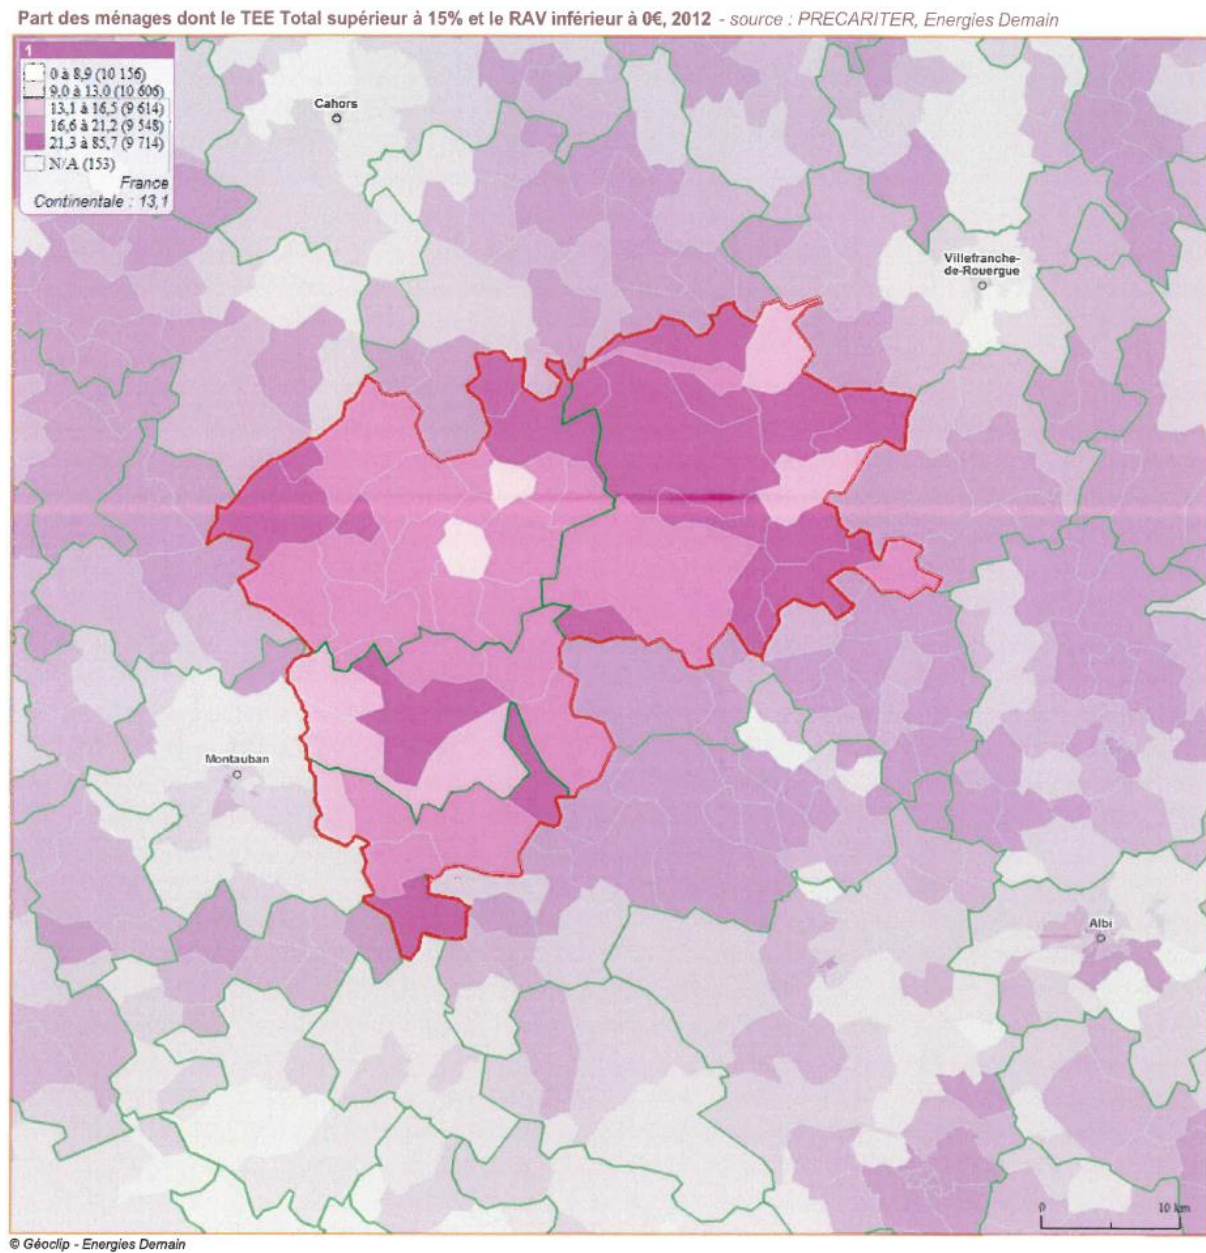 Part des ménages dont le TEE Total supérieur à 15% et le RAV inférieur à 0€, 2012 - source : PRECARITER, Energies Demain
1
0 à 8,9 (10 156)
9,0 à 13,0 (10 606)
13,1 à 16,5 (9 614)
16,6 à 21,2 (9 548)
21,3 à 85,7 (9 714)
N/A (153)
France
Continentale : 13,1
Cahors
Villefranche-
de-Rouergue
Montauban
Albi
0 10 km
© Géoclip - Energies Demain